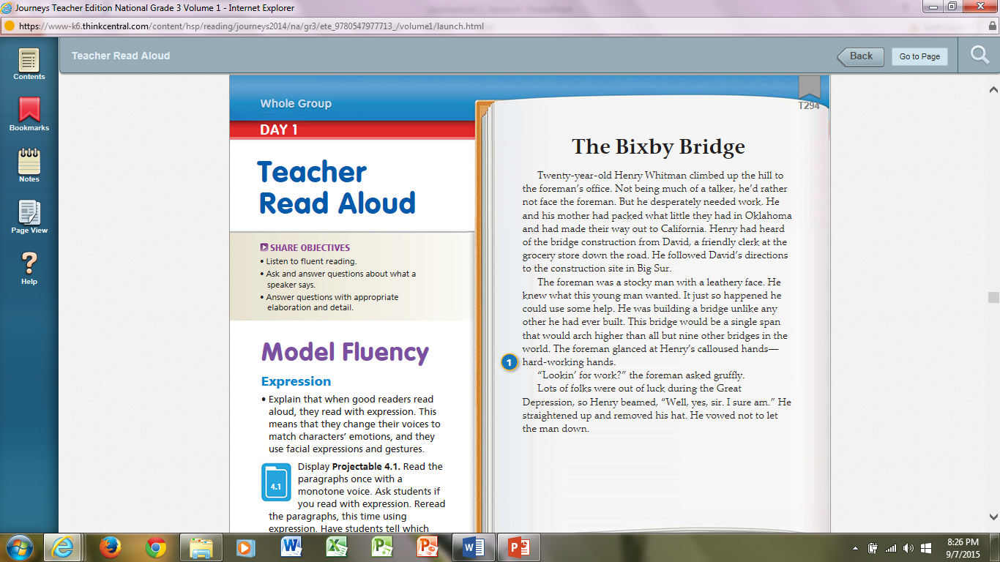 Journeys Teacher Edition National Grade 3 Volume 1 - Internet Explorer
https://www-k6.thinkcentral.com/content/hsp/reading/journeys2014/na/gr3/ete_9780547977713_/volume1/launch.html
Teacher Read Aloud
Back
Go to Page
Contents
Bookmarks
Notes
Page View
Help
Whole Group
DAY 1
Teacher
Read Aloud
SHARE OBJECTIVES
• Listen to fluent reading.
• Ask and answer questions about what a
speaker says.
• Answer questions with appropriate
elaboration and detail.
Model Fluency
Expression
• Explain that when good readers read
aloud, they read with expression. This
means that they change their voices to
match characters' emotions, and they
use facial expressions and gestures.
4.1
Display Projectable 4.1. Read the
paragraphs once with a
monotone voice. Ask students if
you read with expression. Reread
the paragraphs, this time using
expression. Have students tell which
T294
The Bixby Bridge
Twenty-year-old Henry Whitman climbed up the hill to
the foreman's office. Not being much of a talker, he'd rather
not face the foreman. But he desperately needed work. He
and his mother had packed what little they had in Oklahoma
and had made their way out to California. Henry had heard
of the bridge construction from David, a friendly clerk at the
grocery store down the road. He followed David's directions
to the construction site in Big Sur.
The foreman was a stocky man with a leathery face. He
knew what this young man wanted. It just so happened he
could use some help. He was building a bridge unlike any
other he had ever built. This bridge would be a single span
that would arch higher than all but nine other bridges in the
world. The foreman glanced at Henry's calloused hands—
1
hard-working hands.
"Lookin' for work?" the foreman asked gruffly.
Lots of folks were out of luck during the Great
Depression, so Henry beamed, "Well, yes, sir. I sure am." He
straightened up and removed his hat. He vowed not to let
the man down.
8:26 PM
9/7/2015